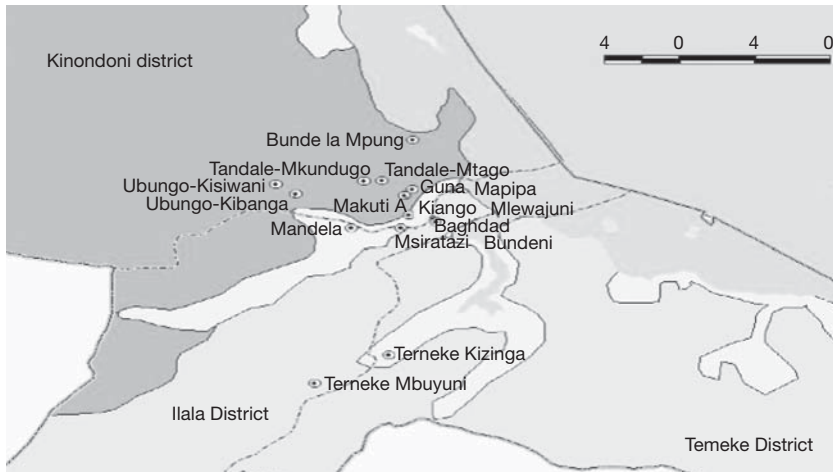 Kinondoni district
4 0 4 0
Bunde la Mpung
Tandale-Mkundugo Tandale-Mtago
Ubungo-Kisiwani Guna Mapipa
Ubungo-Kibanga Makuti A Kiango Mlewajuni
Mandela Baghdad
Msiratazi Bundeni
Terneke Kizinga
Terneke Mbuyuni
Ilala District
Temeke District